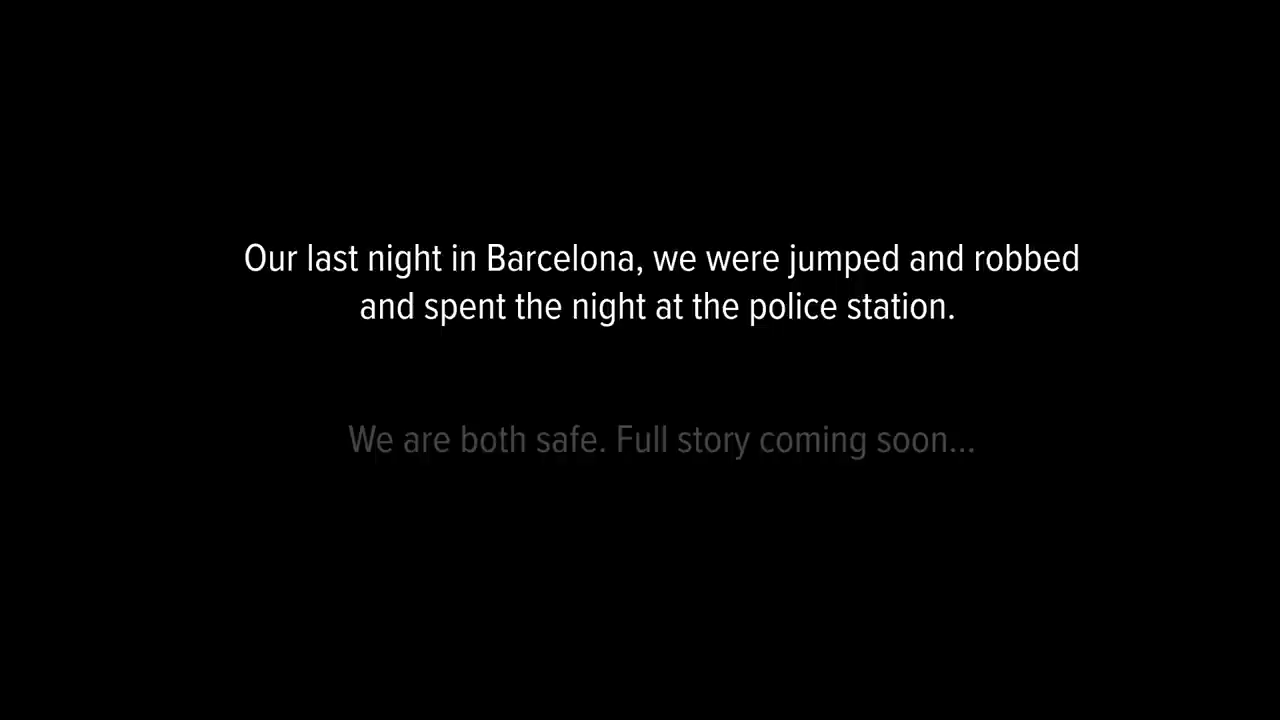 Our last night in Barcelona, we were jumped and robbed
and spent the night at the police station.
We are both safe. Full story coming soon...